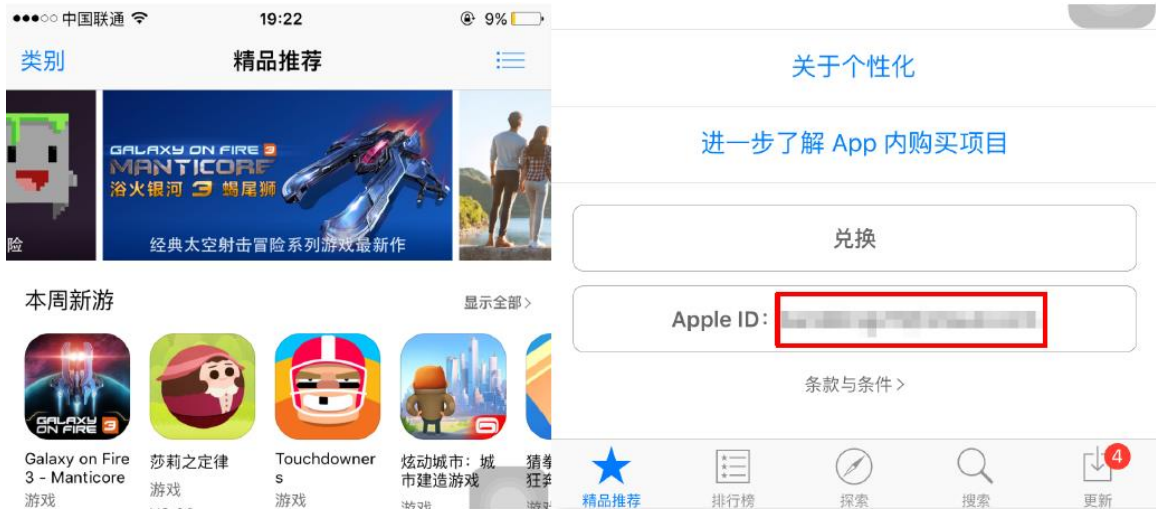 中国联通
19:22
9%
类别
精品推荐
GALAXY ON FIRE 3
MANTICORE
浴火银河 3 蝎尾狮
险
经典太空射击冒险系列游戏最新作
本周新游
显示全部>
GALAXY
ON FIRE 3
Galaxy on Fire
3 - Manticore
游戏
莎莉之定律
游戏
Touchdowner
s
游戏
炫动城市：城
市建造游戏
游戏
猜拳
狂奔
关于个性化
进一步了解 App 内购买项目
兑换
Apple ID：
条款与条件>
精品推荐
排行榜
探索
搜索
4
更新